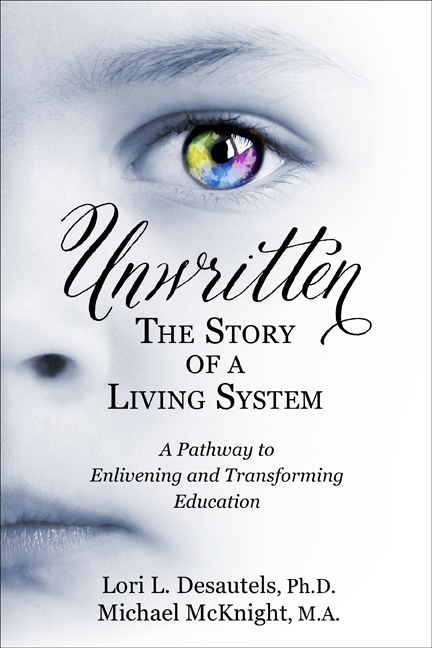 Unwritten
THE STORY
OF A
LIVING SYSTEM
A Pathway to
Enlivening and Transforming
Education
Lori L. Desautels, Ph.D.
Michael McKnight, M.A.